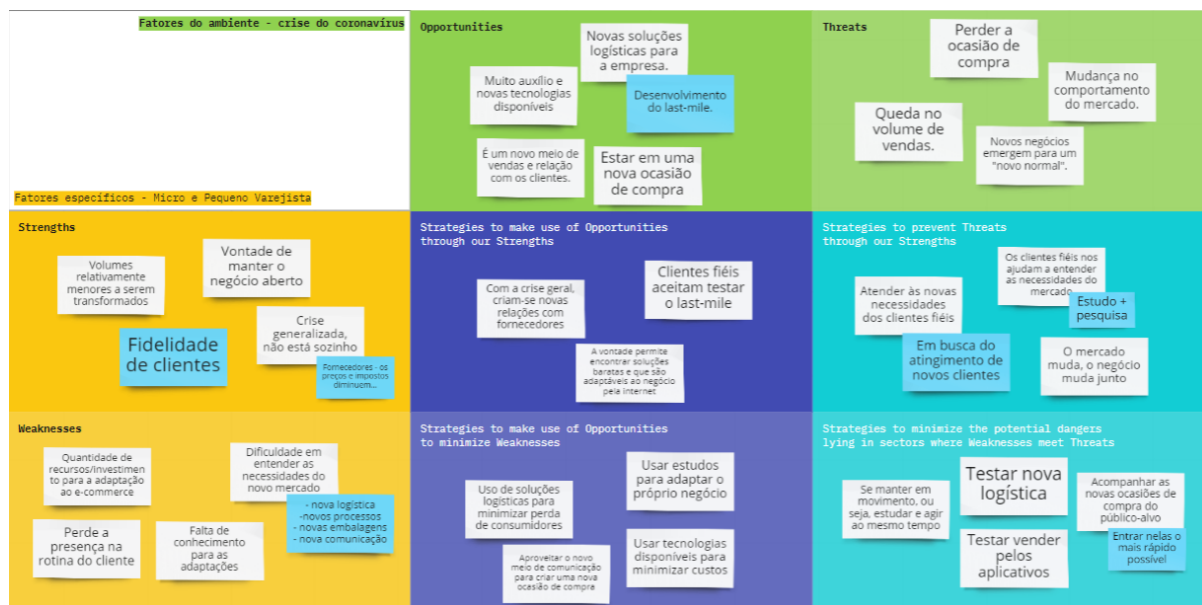 Fatores do ambiente - crise do coronavírus
Fatores específicos - Micro e Pequeno Varejista
Opportunities
Novas soluções
logísticas para
a empresa.
Muito auxílio e
novas tecnologias
disponíveis
Desenvolvimento
do last-mile.
É um novo meio de
vendas e relação
com os clientes.
Estar em uma
nova ocasião
de compra
Threats
Perder a
ocasião de
compra
Mudança no
comportamento
do mercado.
Queda no
volume de
vendas.
Novos negócios
emergem para um
"novo normal".
Strengths
Vontade de
manter o
negócio aberto
Volumes
relativamente
menores a serem
transformados
Crise
generalizada,
não está sozinho
Fidelidade
de clientes
Fornecedores - os
preços e impostos
diminuem...
Strategies to make use of Opportunities
through our Strengths
Clientes fiéis
aceitam testar
o last-mile
Com a crise geral,
criam-se novas
relações com
fornecedores
A vontade permite
encontrar soluções
baratas e que são
adaptáveis ao negócio
pela internet
Strategies to prevent Threats
through our Strengths
Os clientes fiéis nos
ajudam a entender
as necessidades do
mercado
Estudo +
pesquisa
Atender às novas
necessidades
dos clientes fiéis
Em busca do
atingimento de
novos clientes
O mercado
muda, o negócio
muda junto
Weaknesses
Quantidade de
recursos/investimen
to para a adaptação
ao e-commerce
Dificuldade em
entender as
necessidades do
novo mercado
- nova logística
-novos processos
- novas embalagens
- nova comunicação
Perde a
presença na
rotina do cliente
Falta de
conhecimento
para as
adaptações
Strategies to make use of Opportunities
to minimize Weaknesses
Usar estudos
para adaptar o
próprio negócio
Uso de soluções
logísticas para
minimizar perda
de consumidores
Usar tecnologias
disponíveis para
minimizar custos
Aproveitar o novo
meio de comunicação
para criar uma nova
ocasião de compra
Strategies to minimize the potential dangers
lying in sectors where Weaknesses meet Threats
Testar nova
logística
Se manter em
movimento, ou
seja, estudar e agir
ao mesmo tempo
Acompanhar as
novas ocasiões de
compra do
público-alvo
Entrar nelas o
mais rápido
possível
Testar vender
pelos
aplicativos